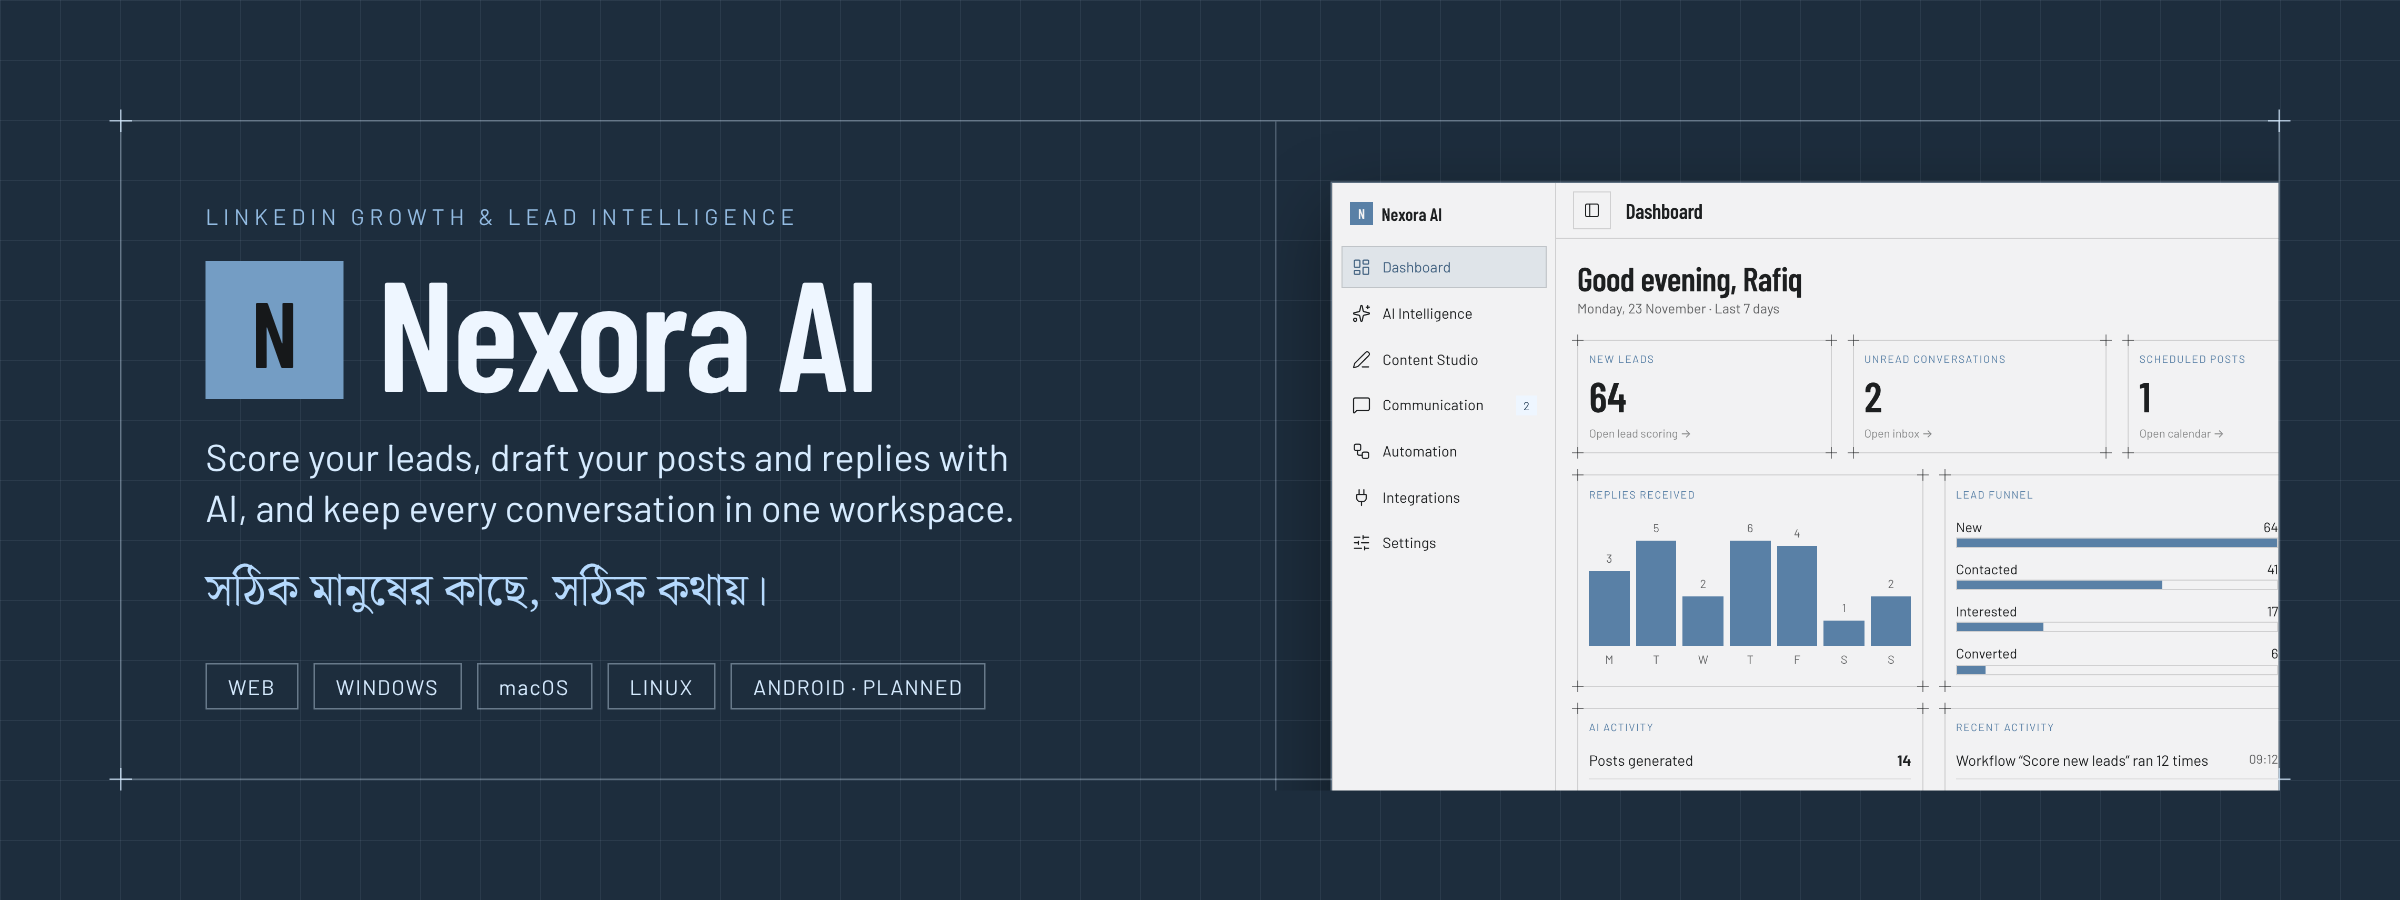 LINKEDIN GROWTH & LEAD INTELLIGENCE
N
Nexora AI
Score your leads, draft your posts and replies with
AI, and keep every conversation in one workspace.
সঠিক মানুষের কাছে, সঠিক কথায়।
WEB
WINDOWS
macOS
LINUX
ANDROID · PLANNED
N Nexora AI
Dashboard
AI Intelligence
Content Studio
Communication 2
Automation
Integrations
Settings
Dashboard
Good evening, Rafiq
Monday, 23 November · Last 7 days
NEW LEADS
64
Open lead scoring →
UNREAD CONVERSATIONS
2
Open inbox →
SCHEDULED POSTS
1
Open calendar →
REPLIES RECEIVED
3 5 2 6 4 1 2
M T W T F S S
LEAD FUNNEL
New 64
Contacted 41
Interested 17
Converted 6
AI ACTIVITY
Posts generated 14
RECENT ACTIVITY
Workflow “Score new leads” ran 12 times 09:12